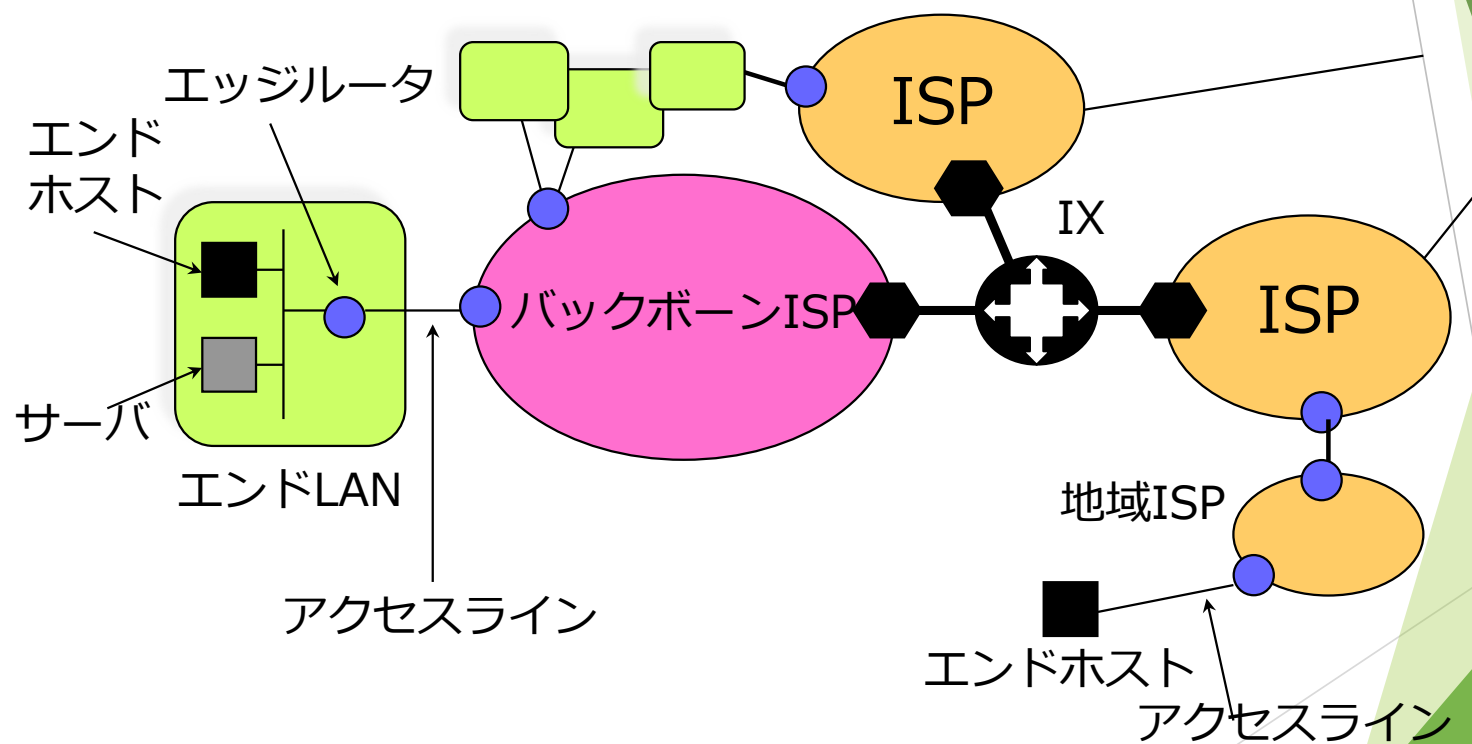 エッジルータ
エンド
ホスト
ISP
IX
バックボーンISP
ISP
サーバ
エンドLAN
地域ISP
アクセスライン
エンドホスト
アクセスライン